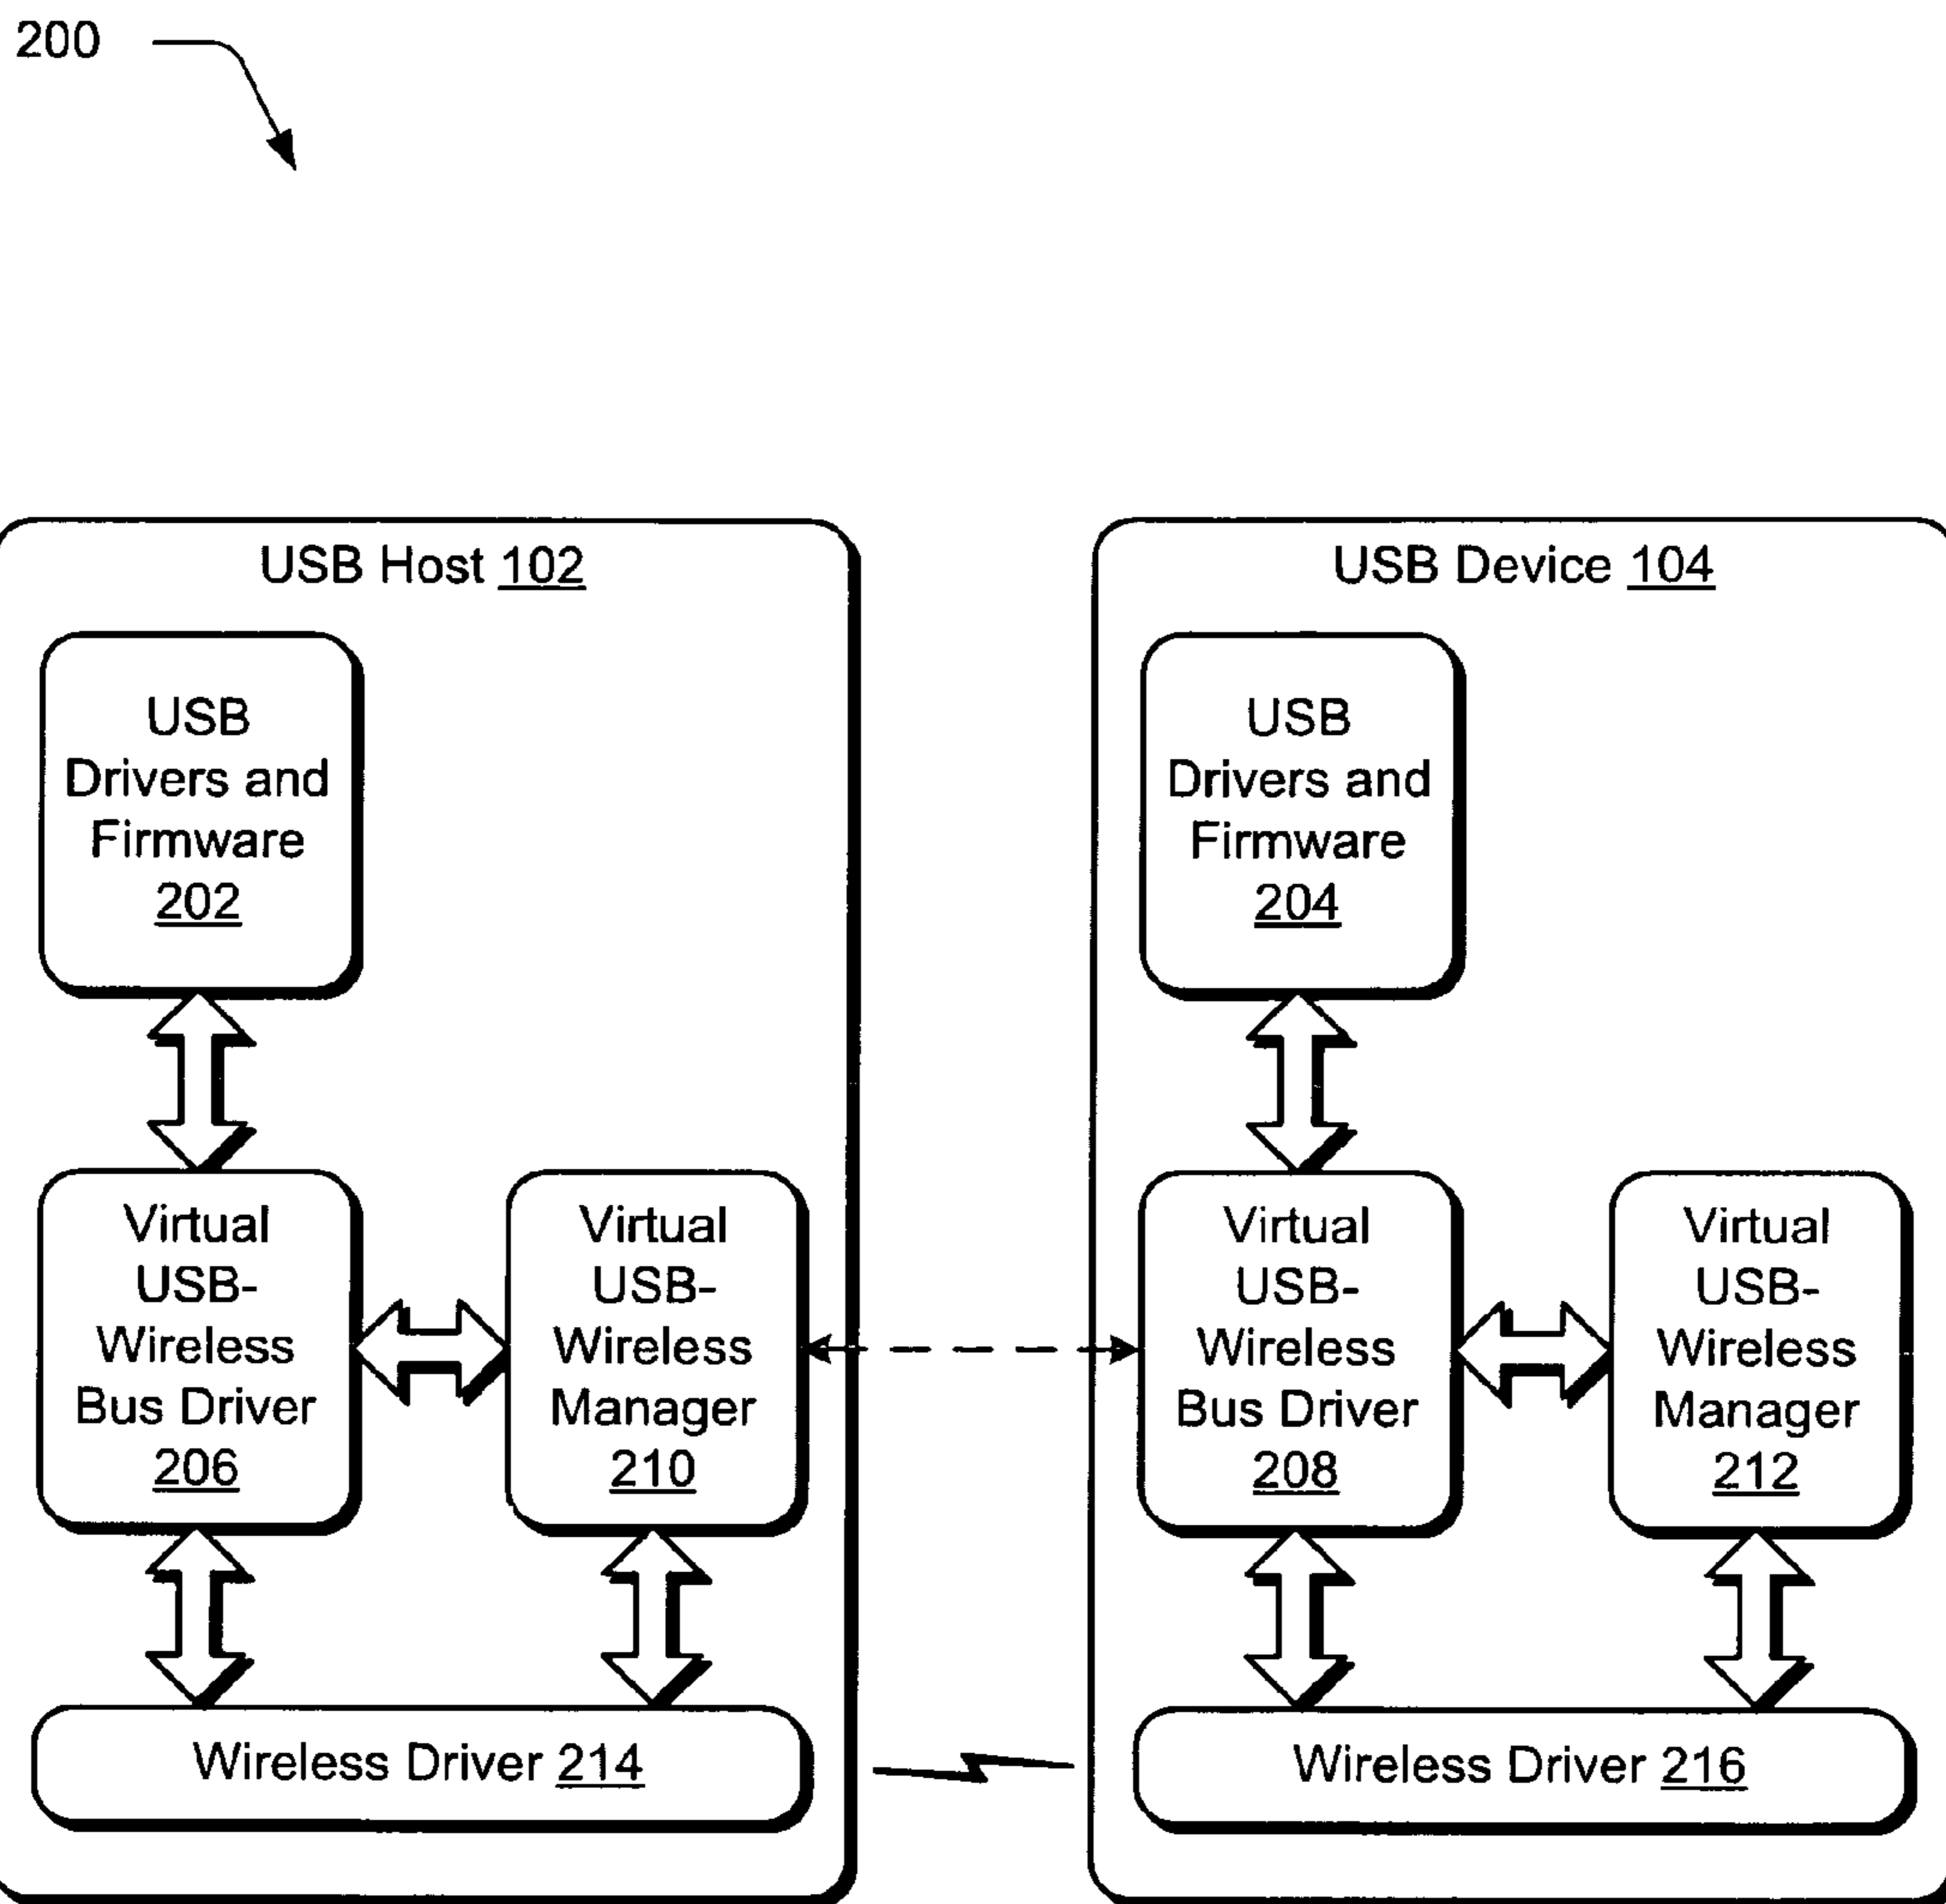 200
USB Host 102
USB
Drivers and
Firmware
202
Virtual
USB-
Wireless
Bus Driver
206
Virtual
USB-
Wireless
Manager
210
Wireless Driver 214
USB Device 104
USB
Drivers and
Firmware
204
Virtual
USB-
Wireless
Bus Driver
208
Virtual
USB-
Wireless
Manager
212
Wireless Driver 216